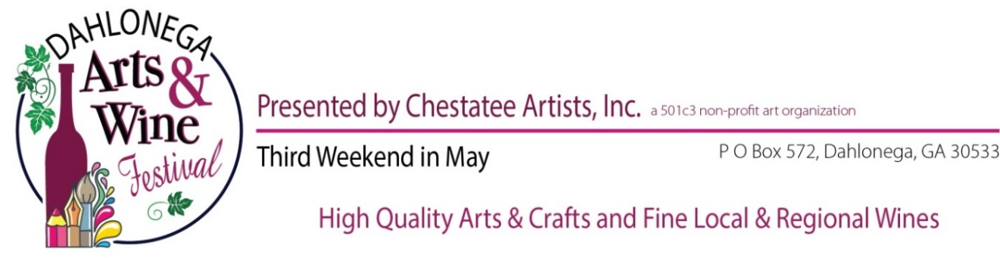 DAHLONEGA
Arts &
Wine
Festival
Presented by Chestatee Artists, Inc. a 501c3 non-profit art organization
Third Weekend in May
P O Box 572, Dahlonega, GA 30533
High Quality Arts & Crafts and Fine Local & Regional Wines